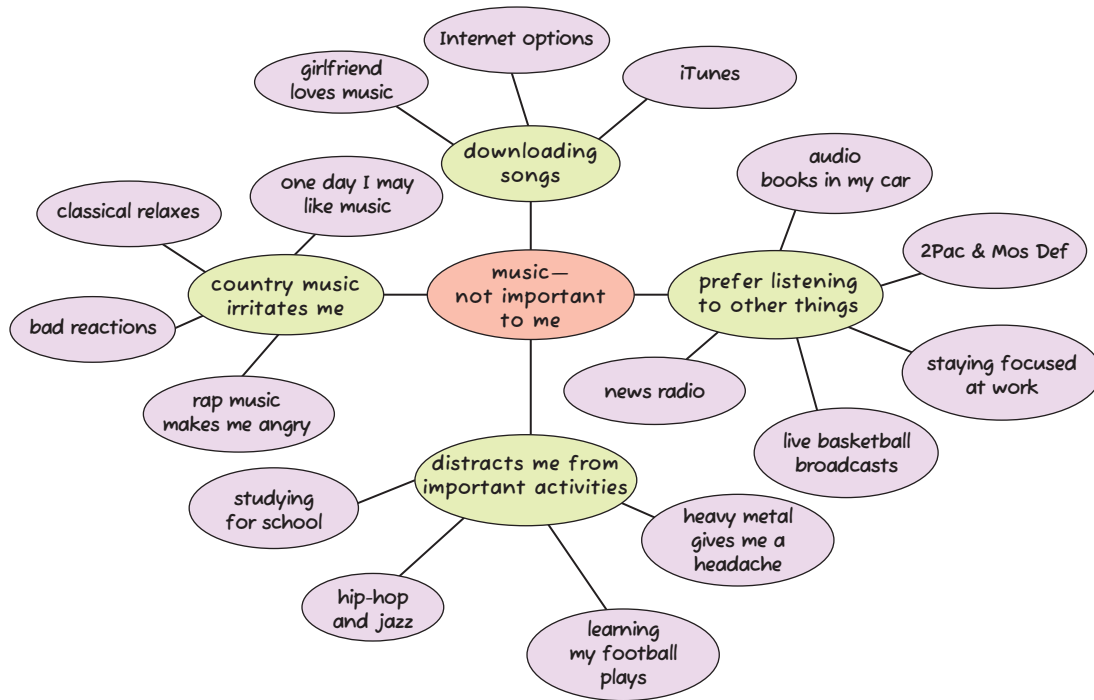 Internet options
girlfriend
loves music
iTunes
downloading
songs
audio
books in my car
one day I may
like music
classical relaxes
2Pac & Mos Def
country music
irritates me
music—
not important
to me
prefer listening
to other things
bad reactions
staying focused
at work
news radio
rap music
makes me angry
live basketball
broadcasts
distracts me from
important activities
studying
for school
heavy metal
gives me a
headache
hip-hop
and jazz
learning
my football
plays